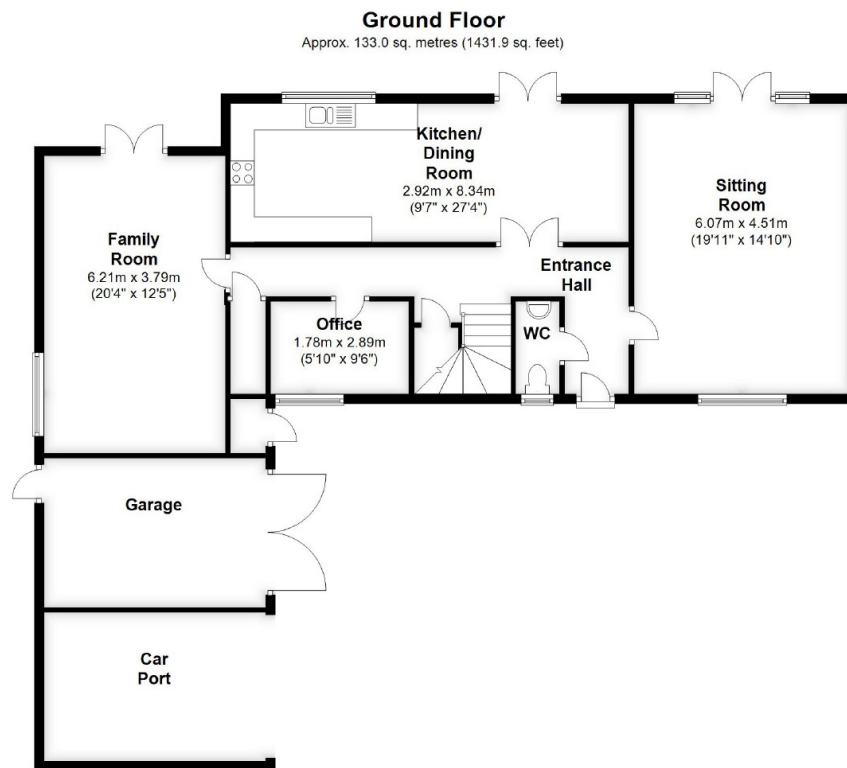 Ground Floor
Approx. 133.0 sq. metres (1431.9 sq. feet)
Kitchen/
Dining
Room
2.92m x 8.34m
(9'7" x 27'4")
Sitting
Room
6.07m x 4.51m
(19'11" x 14'10")
Family
Room
6.21m x 3.79m
(20'4" x 12'5")
Entrance
Hall
Office
1.78m x 2.89m
(5'10" x 9'6")
WC
Garage
Car
Port